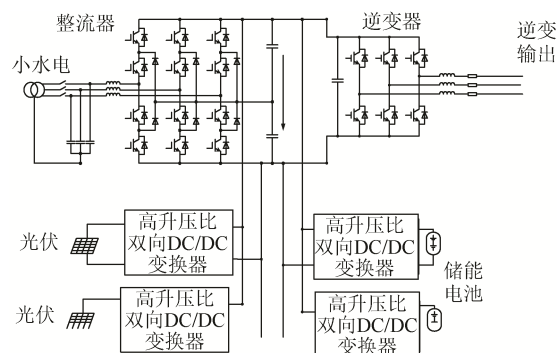 整流器
逆变器
逆变
输出
小水电
光伏
高升压比
双向DC/DC
变换器
高升压比
双向DC/DC
变换器
储能
电池
光伏
高升压比
双向DC/DC
变换器
高升压比
双向DC/DC
变换器